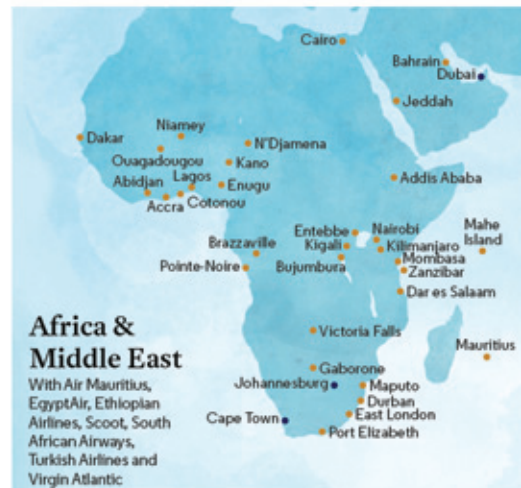 Cairo
Bahrain
Dubai
Jeddah
Dakar
Niamey
N'Djamena
Ouagadougou
Kano
Lagos
Abidjan
Enugu
Accra
Cotonou
Addis Ababa
Entebbe
Nairobi
Mahe
Island
Brazzaville
Kigali
Kilimanjaro
Mombasa
Pointe-Noire
Bujumbura
Zanzibar
Dar es Salaam
Victoria Falls
Mauritius
Gaborone
Johannesburg
Maputo
Durban
Cape Town
East London
Port Elizabeth
Africa &
Middle East
With Air Mauritius,
EgyptAir, Ethiopian
Airlines, Scoot, South
African Airways,
Turkish Airlines and
Virgin Atlantic